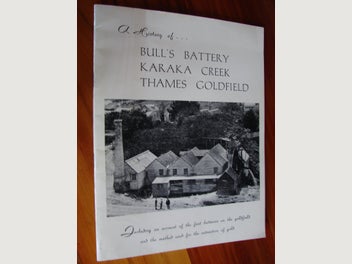 A History of . . .
BULL'S BATTERY
KARAKA CREEK
THAMES GOLDFIELD
Including an account of the first batteries on the goldfield
and the method used for the extraction of gold